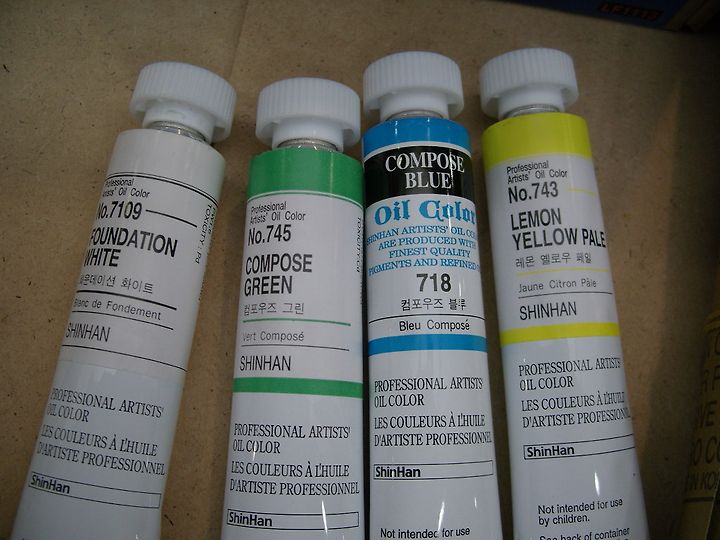 Professional
Artists' Oil Color
No.7109
FOUNDATION
WHITE
파운데이션 화이트
Blanc de Fondement
SHINHAN
PROFESSIONAL ARTISTS'
OIL COLOR
LES COULEURS À L'HUILE
D'ARTISTE PROFESSIONNEL
ShinHan
TOXICITY: Pd
Professional
Artists' Oil Color
No.745
COMPOSE
GREEN
컴포우즈 그린
Vert Composé
SHINHAN
PROFESSIONAL ARTISTS'
OIL COLOR
LES COULEURS À L'HUILE
D'ARTISTE PROFESSIONNEL
ShinHan
COMPOSE
BLUE
Oil Color
SHINHAN ARTISTS' OIL
ARE PRODUCED WITH
FINEST QUALITY
PIGMENTS AND REFINED
718
컴포우즈 블루
Bleu Composé
PROFESSIONAL ARTISTS'
OIL COLOR
LES COULEURS À L'HUILE
D'ARTISTE PROFESSIONNEL
ShinHan
Not intended for use
Professional
Artists' Oil Color
No.743
LEMON
YELLOW PALE
레몬 옐로우 페일
Jaune Citron Pâle
SHINHAN
PROFESSIONAL ARTISTS'
OIL COLOR
LES COULEURS À L'HUILE
D'ARTISTE PROFESSIONNEL
ShinHan
Not intended for use
by children.
See back of container